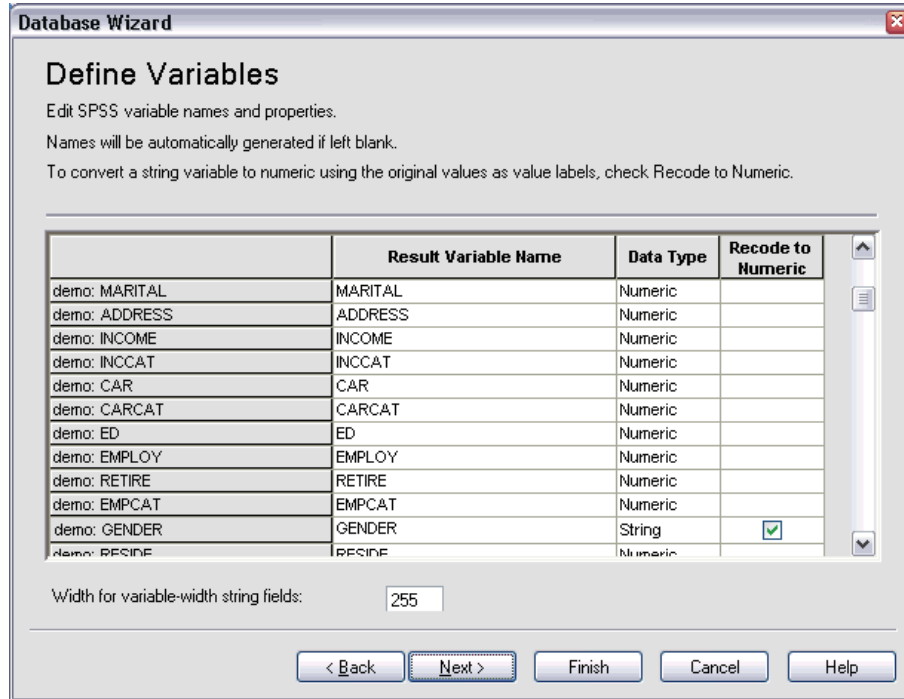 Database Wizard
Define Variables
Edit SPSS variable names and properties.
Names will be automatically generated if left blank.
To convert a string variable to numeric using the original values as value labels, check Recode to Numeric.
Result Variable Name Data Type Recode to Numeric
demo: MARITAL MARITAL Numeric
demo: ADDRESS ADDRESS Numeric
demo: INCOME INCOME Numeric
demo: INCCAT INCCAT Numeric
demo: CAR CAR Numeric
demo: CARCAT CARCAT Numeric
demo: ED ED Numeric
demo: EMPLOY EMPLOY Numeric
demo: RETIRE RETIRE Numeric
demo: EMPCAT EMPCAT Numeric
demo: GENDER GENDER String
demo: RESIDE RESIDE Numeric
Width for variable-width string fields: 255
< Back Next > Finish Cancel Help